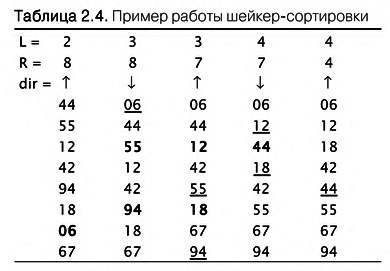 Таблица 2.4. Пример работы шейкер-сортировки
L = 2 3 3 4 4
R = 8 8 7 7 4
dir = ↑ ↓ ↑ ↓ ↑
44 06 06 06 06
55 44 44 12 12
12 55 12 44 18
42 12 42 18 42
94 42 55 42 44
18 94 18 55 55
06 18 67 67 67
67 67 94 94 94